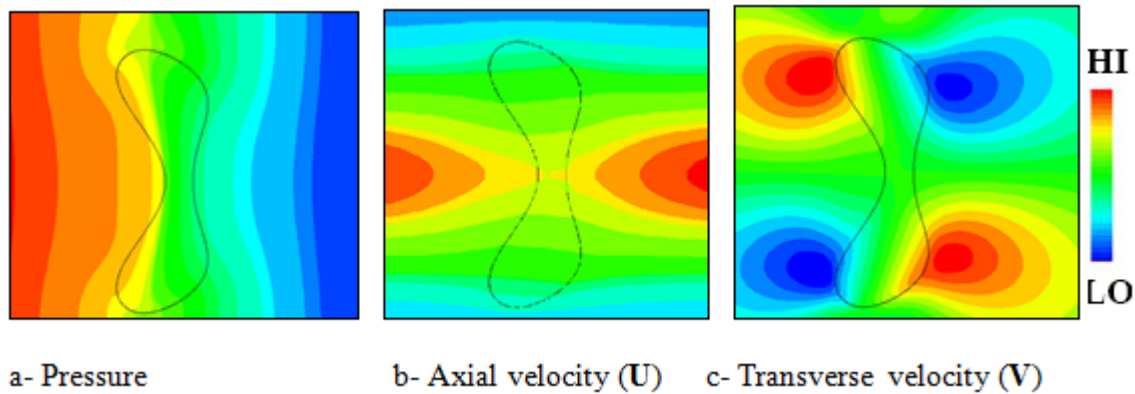 HI
LO
a- Pressure
b- Axial velocity (U)
c- Transverse velocity (V)